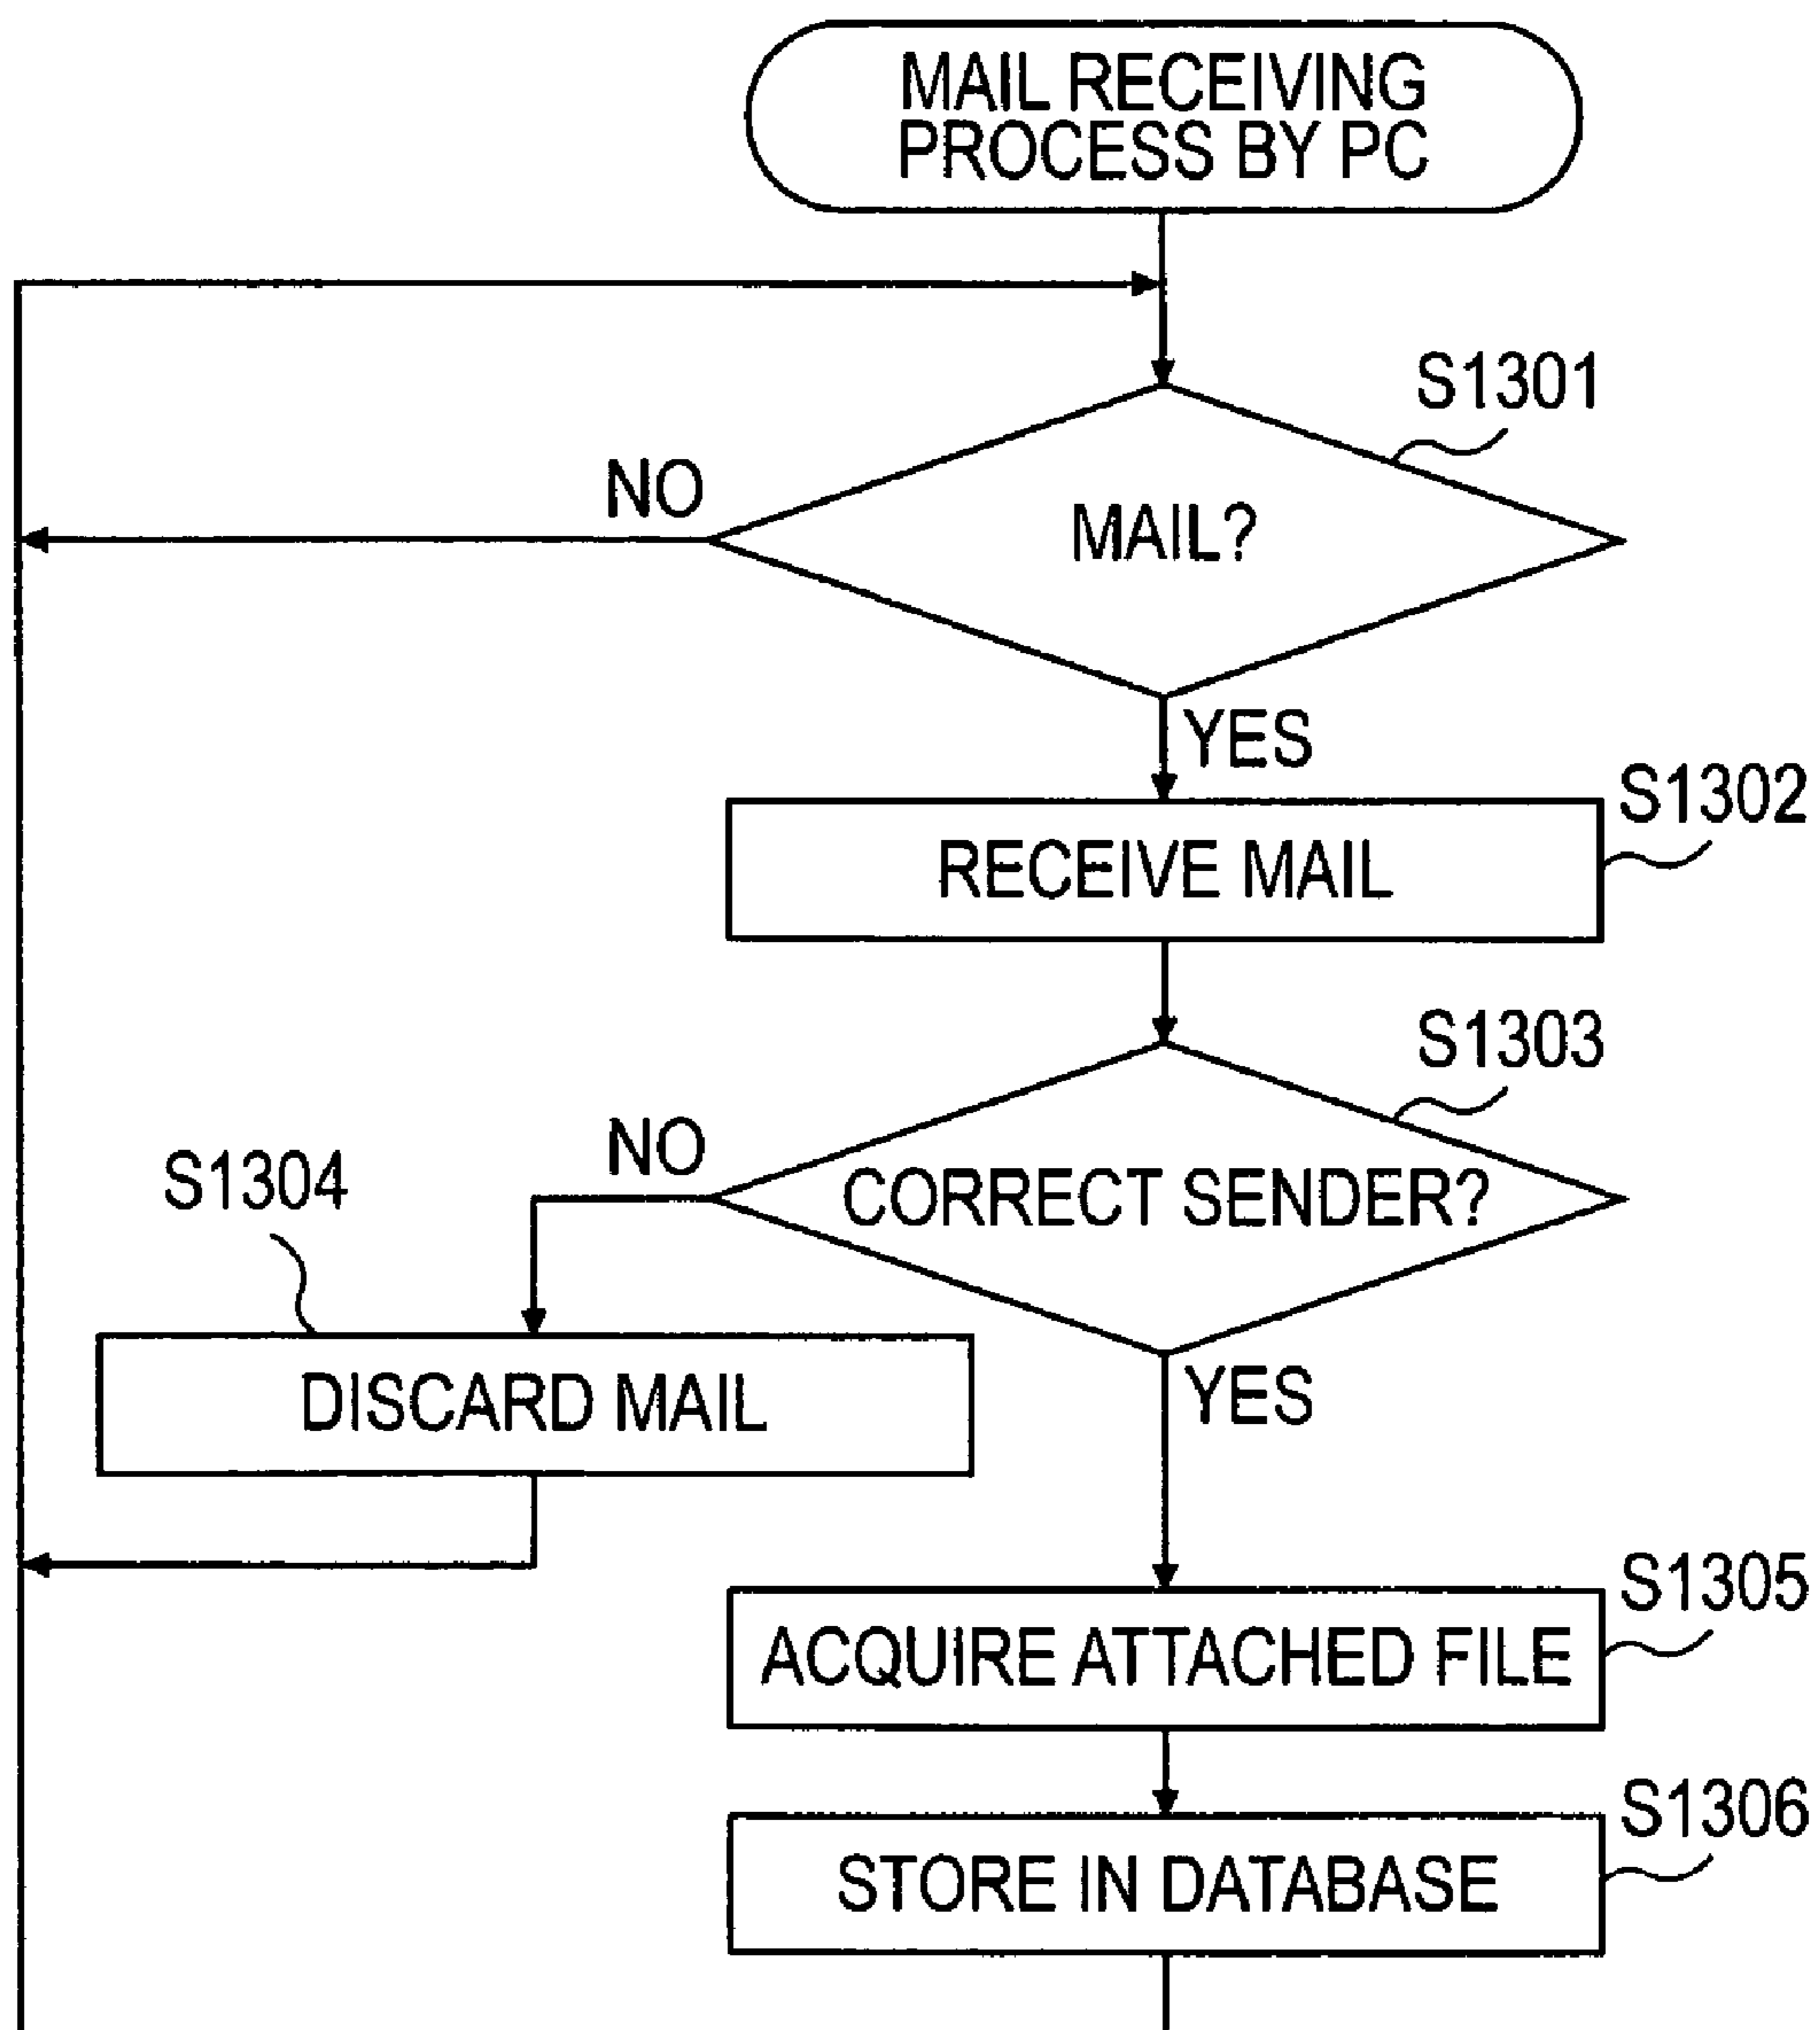 MAIL RECEIVING
PROCESS BY PC
S1301
NO
MAIL?
YES
S1302
RECEIVE MAIL
S1303
NO
CORRECT SENDER?
S1304
YES
DISCARD MAIL
S1305
ACQUIRE ATTACHED FILE
S1306
STORE IN DATABASE